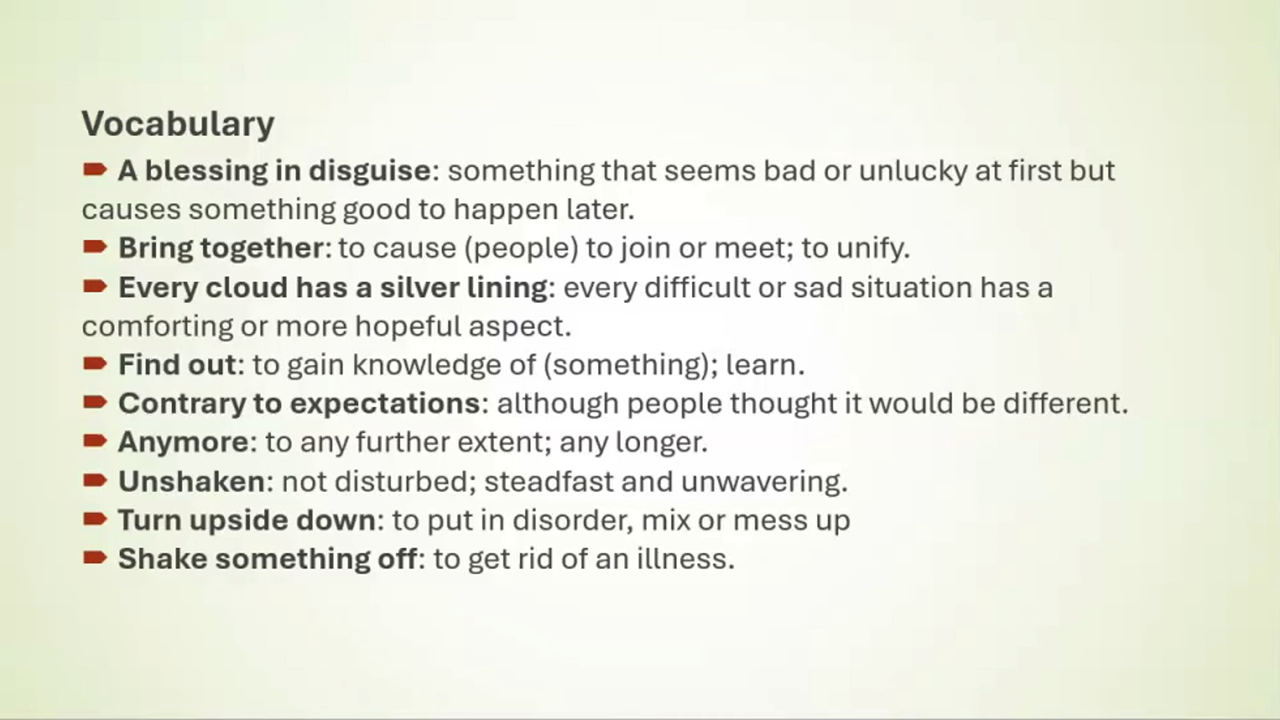 Vocabulary
A blessing in disguise: something that seems bad or unlucky at first but
causes something good to happen later.
Bring together: to cause (people) to join or meet; to unify.
Every cloud has a silver lining: every difficult or sad situation has a
comforting or more hopeful aspect.
Find out: to gain knowledge of (something); learn.
Contrary to expectations: although people thought it would be different.
Anymore: to any further extent; any longer.
Unshaken: not disturbed; steadfast and unwavering.
Turn upside down: to put in disorder, mix or mess up
Shake something off: to get rid of an illness.